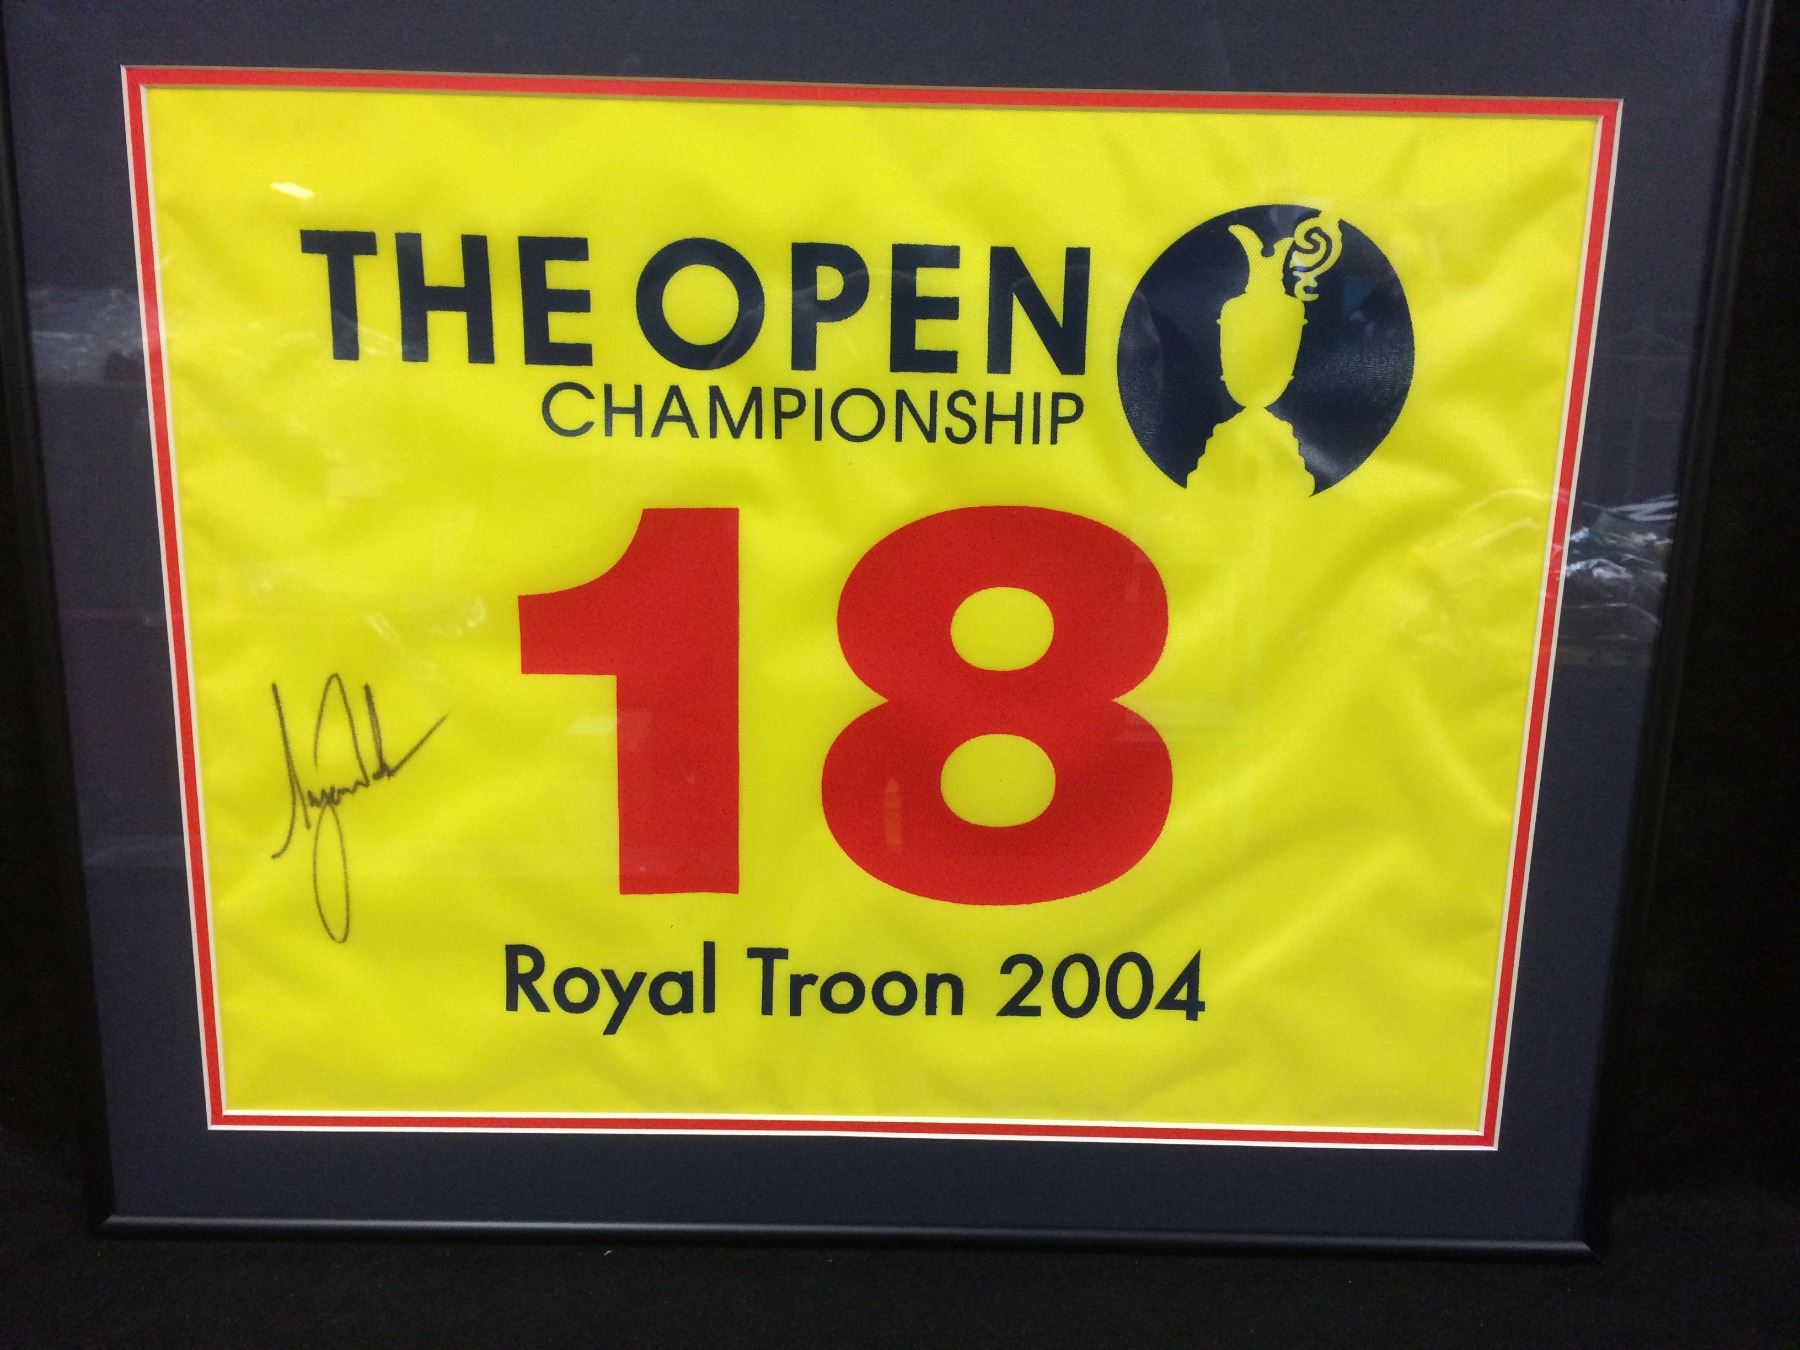 THE OPEN
CHAMPIONSHIP
18
Royal Troon 2004